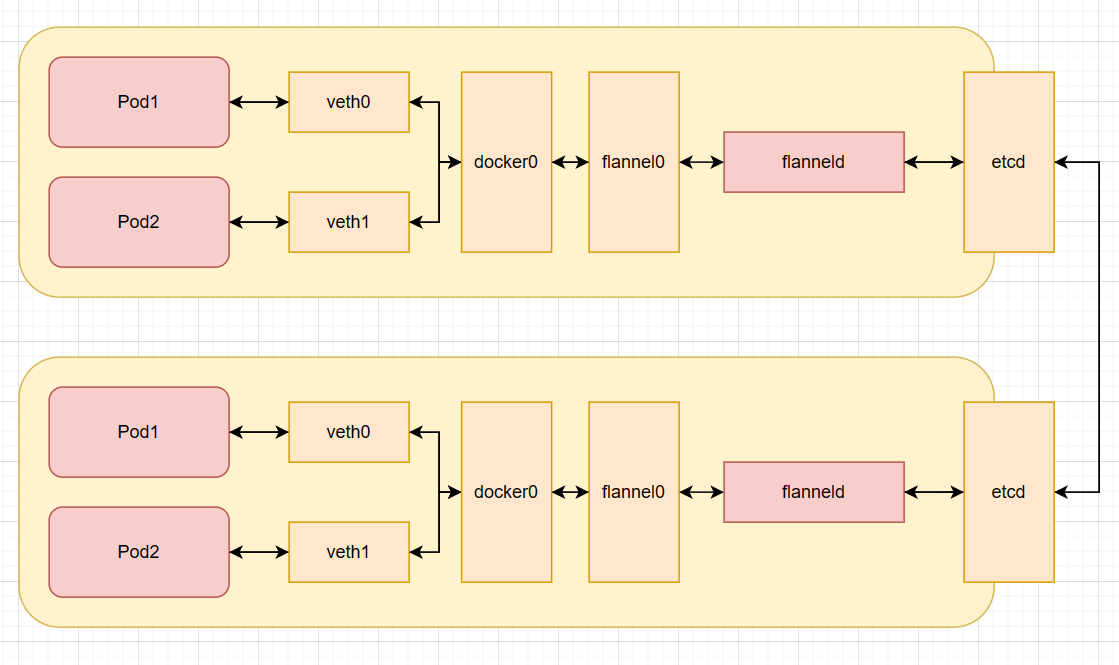 Pod1
veth0
docker0
flannel0
flanneld
etcd
Pod2
veth1
Pod1
veth0
docker0
flannel0
flanneld
etcd
Pod2
veth1